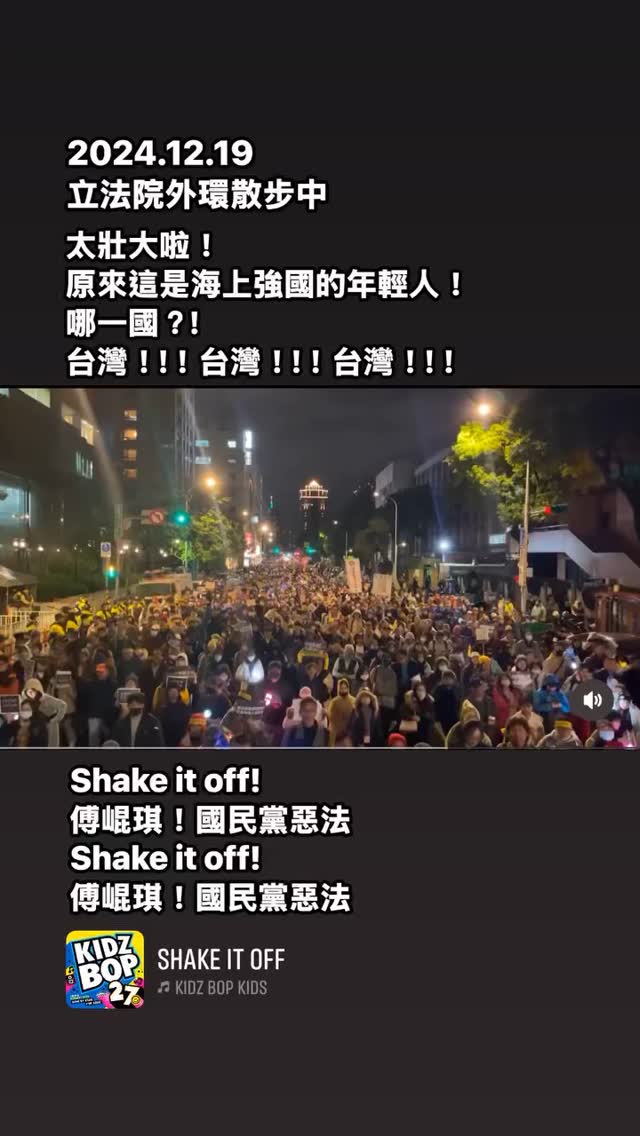 2024.12.19
立法院外環散步中
太壯大啦！
原來這是海上強國的年輕人！
哪一國？!
台灣！！！台灣！！！台灣！！！
Shake it off!
傅崐琪！國民黨惡法
Shake it off!
傅崐琪！國民黨惡法
KIDZ
BOP
27
SHAKE IT OFF
KIDZ BOP KIDS